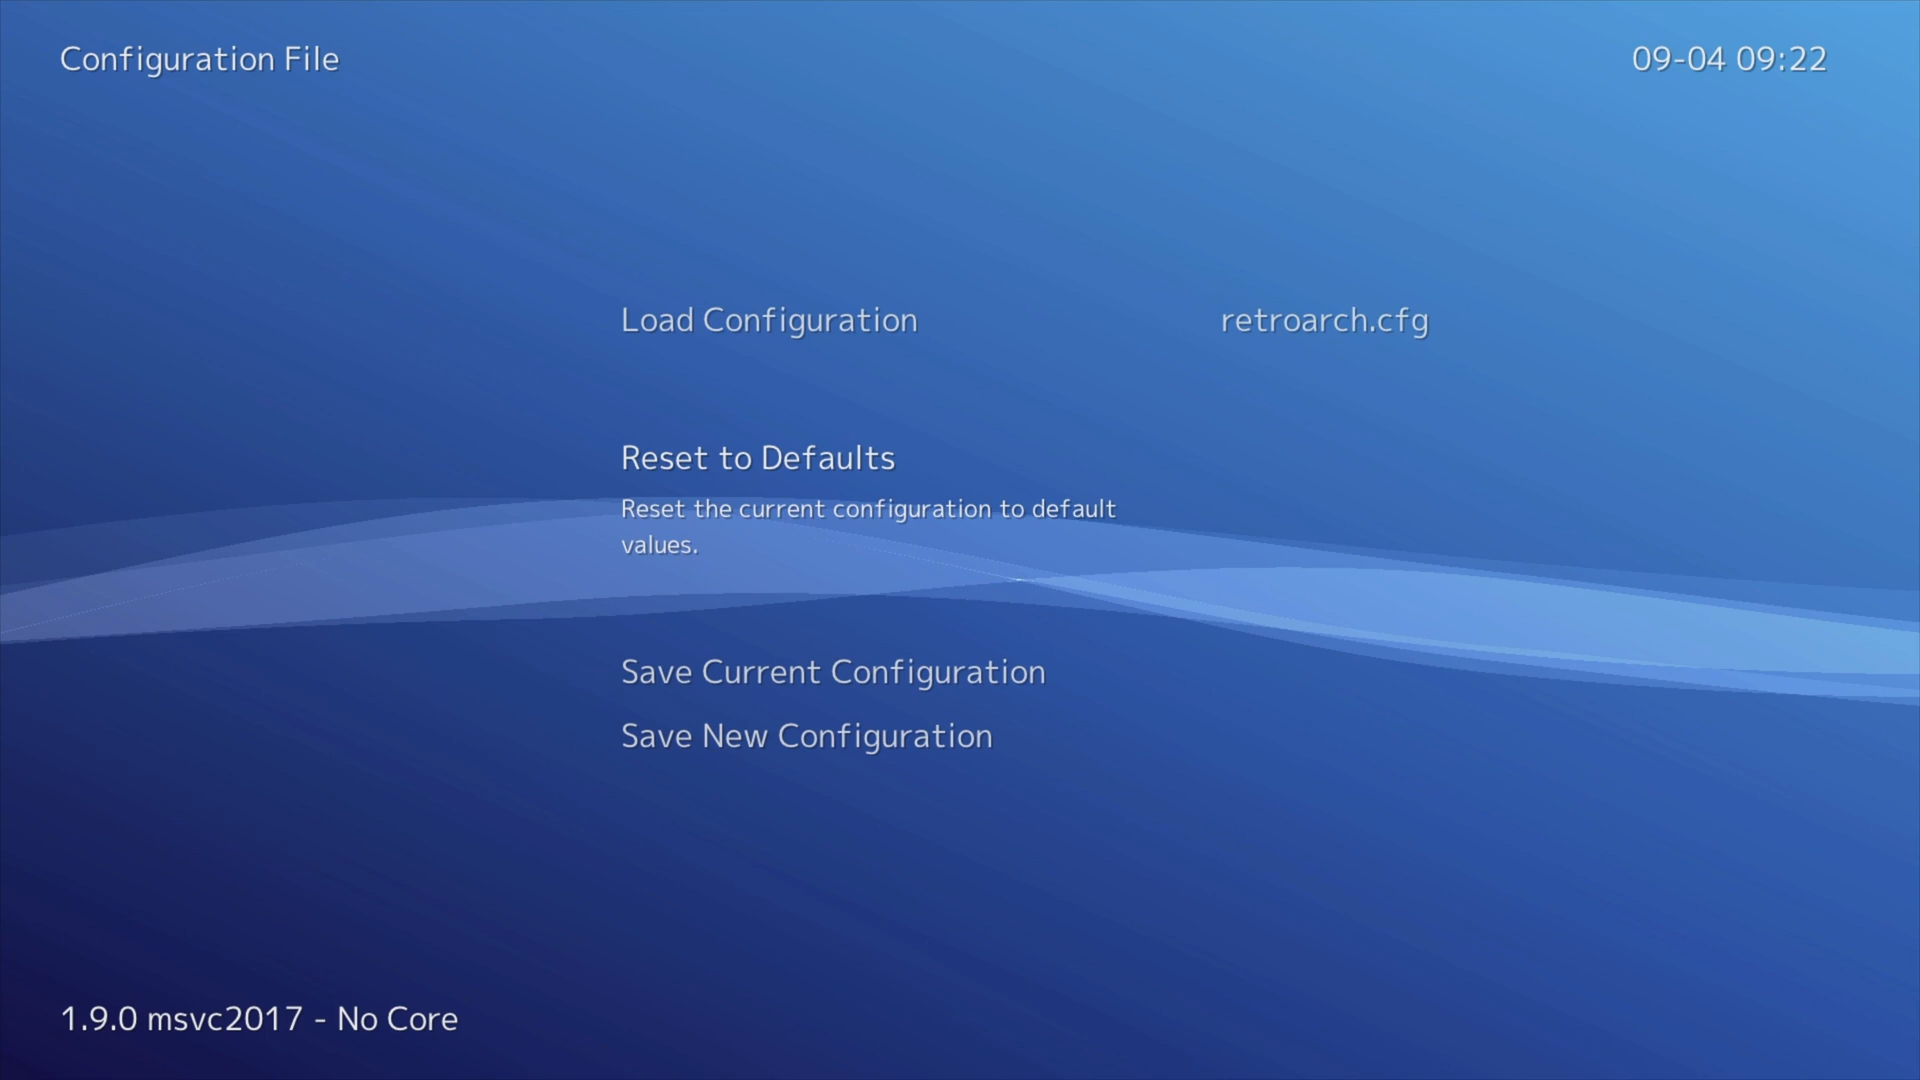 Configuration File
09-04 09:22
Load Configuration retroarch.cfg
Reset to Defaults
Reset the current configuration to default
values.
Save Current Configuration
Save New Configuration
1.9.0 msvc2017 - No Core